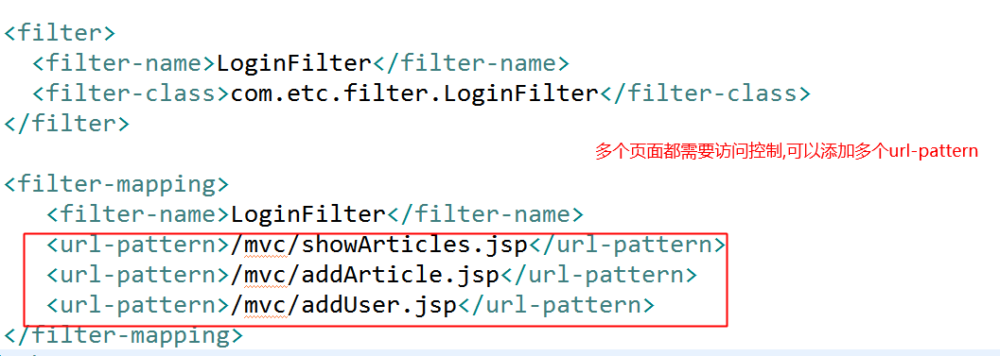 <filter>
<filter-name>LoginFilter</filter-name>
<filter-class>com.etc.filter.LoginFilter</filter-class>
</filter>
多个页面都需要访问控制,可以添加多个url-pattern
<filter-mapping>
<filter-name>LoginFilter</filter-name>
<url-pattern>/mvc/showArticles.jsp</url-pattern>
<url-pattern>/mvc/addArticle.jsp</url-pattern>
<url-pattern>/mvc/addUser.jsp</url-pattern>
</filter-mapping>